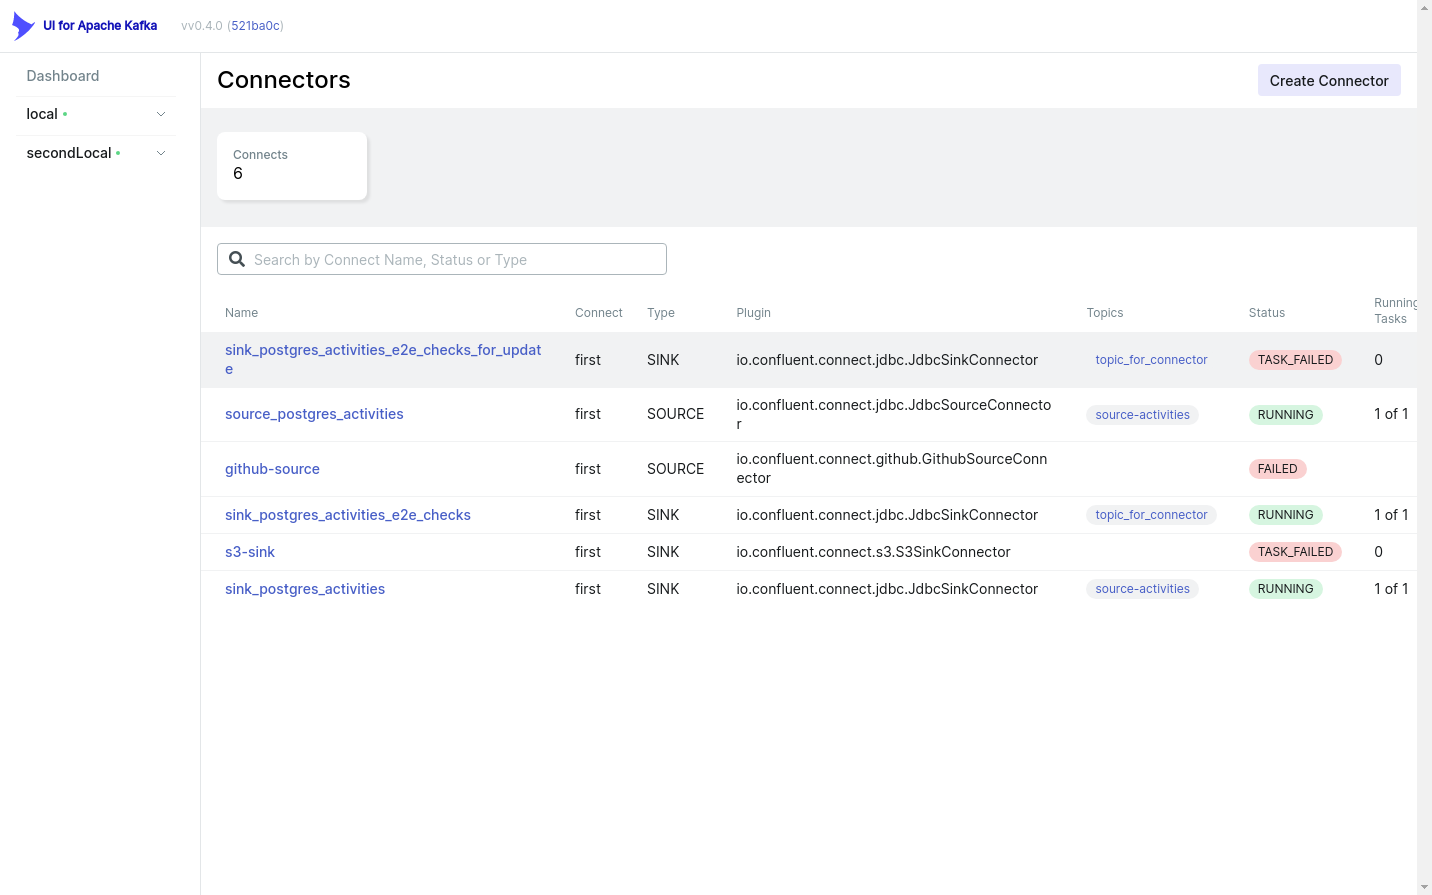 UI for Apache Kafka vv0.4.0 (521ba0c)
Dashboard
local
secondLocal
Connectors
Create Connector
Connects
6
Search by Connect Name, Status or Type
Name Connect Type Plugin Topics Status Running
Tasks
sink_postgres_activities_e2e_checks_for_updat
e
first SINK io.confluent.connect.jdbc.JdbcSinkConnector topic_for_connector TASK_FAILED 0
source_postgres_activities first SOURCE io.confluent.connect.jdbc.JdbcSourceConnecto
r
source-activities RUNNING 1 of 1
github-source first SOURCE io.confluent.connect.github.GithubSourceConn
ector
FAILED
sink_postgres_activities_e2e_checks first SINK io.confluent.connect.jdbc.JdbcSinkConnector topic_for_connector RUNNING 1 of 1
s3-sink first SINK io.confluent.connect.s3.S3SinkConnector TASK_FAILED 0
sink_postgres_activities first SINK io.confluent.connect.jdbc.JdbcSinkConnector source-activities RUNNING 1 of 1